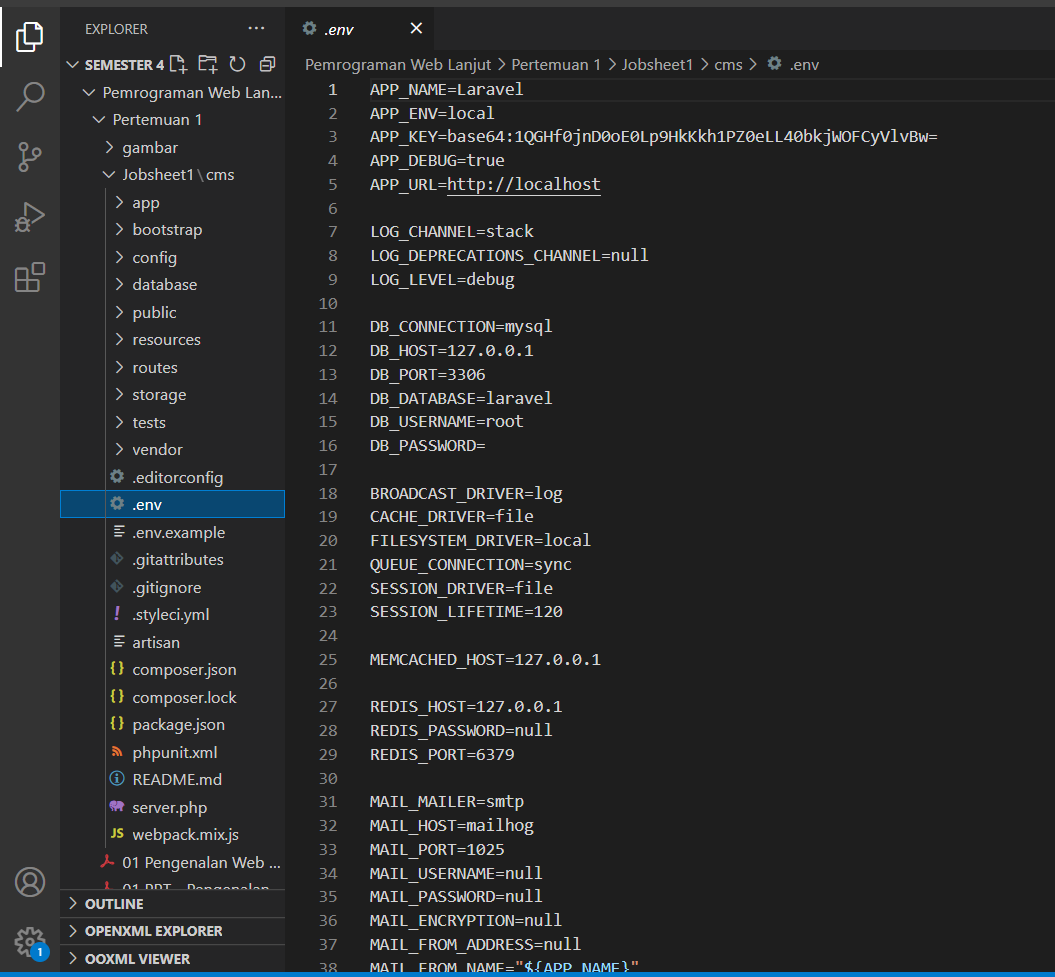 EXPLORER
SEMESTER 4
Pemrograman Web Lan...
Pertemuan 1
gambar
Jobsheet1\cms
app
bootstrap
config
database
public
resources
routes
storage
tests
vendor
.editorconfig
.env
.env.example
.gitattributes
.gitignore
.styleci.yml
artisan
composer.json
composer.lock
package.json
phpunit.xml
README.md
server.php
JS webpack.mix.js
01 Pengenalan Web ...
01 PPT - Pengenalan
OUTLINE
OPENXML EXPLORER
OOXML VIEWER
1
.env
Pemrograman Web Lanjut > Pertemuan 1 > Jobsheet1 > cms > .env
1 APP_NAME=Laravel
2 APP_ENV=local
3 APP_KEY=base64:1QGHf0jnD0oE0Lp9HkKkh1PZ0eLL40bkjWOFCyVlvBw=
4 APP_DEBUG=true
5 APP_URL=http://localhost
6
7 LOG_CHANNEL=stack
8 LOG_DEPRECATIONS_CHANNEL=null
9 LOG_LEVEL=debug
10
11 DB_CONNECTION=mysql
12 DB_HOST=127.0.0.1
13 DB_PORT=3306
14 DB_DATABASE=laravel
15 DB_USERNAME=root
16 DB_PASSWORD=
17
18 BROADCAST_DRIVER=log
19 CACHE_DRIVER=file
20 FILESYSTEM_DRIVER=local
21 QUEUE_CONNECTION=sync
22 SESSION_DRIVER=file
23 SESSION_LIFETIME=120
24
25 MEMCACHED_HOST=127.0.0.1
26
27 REDIS_HOST=127.0.0.1
28 REDIS_PASSWORD=null
29 REDIS_PORT=6379
30
31 MAIL_MAILER=smtp
32 MAIL_HOST=mailhog
33 MAIL_PORT=1025
34 MAIL_USERNAME=null
35 MAIL_PASSWORD=null
36 MAIL_ENCRYPTION=null
37 MAIL_FROM_ADDRESS=null
38 MAIL_FROM_NAME="${APP_NAME}"